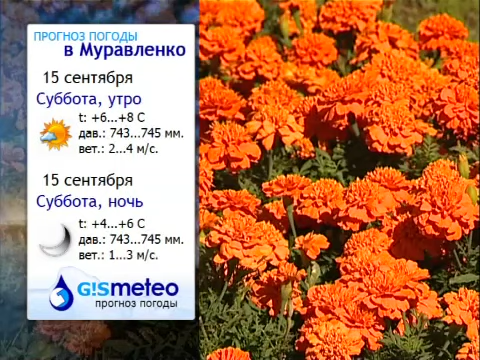 ПРОГНОЗ ПОГОДЫ
в Муравленко
15 сентября
Суббота, утро
t: +6...+8 С
дав.: 743...745 мм.
вет.: 2...4 м/с.
15 сентября
Суббота, ночь
t: +4...+6 С
дав.: 743...745 мм.
вет.: 1...3 м/с.
G!Smeteo
прогноз погоды